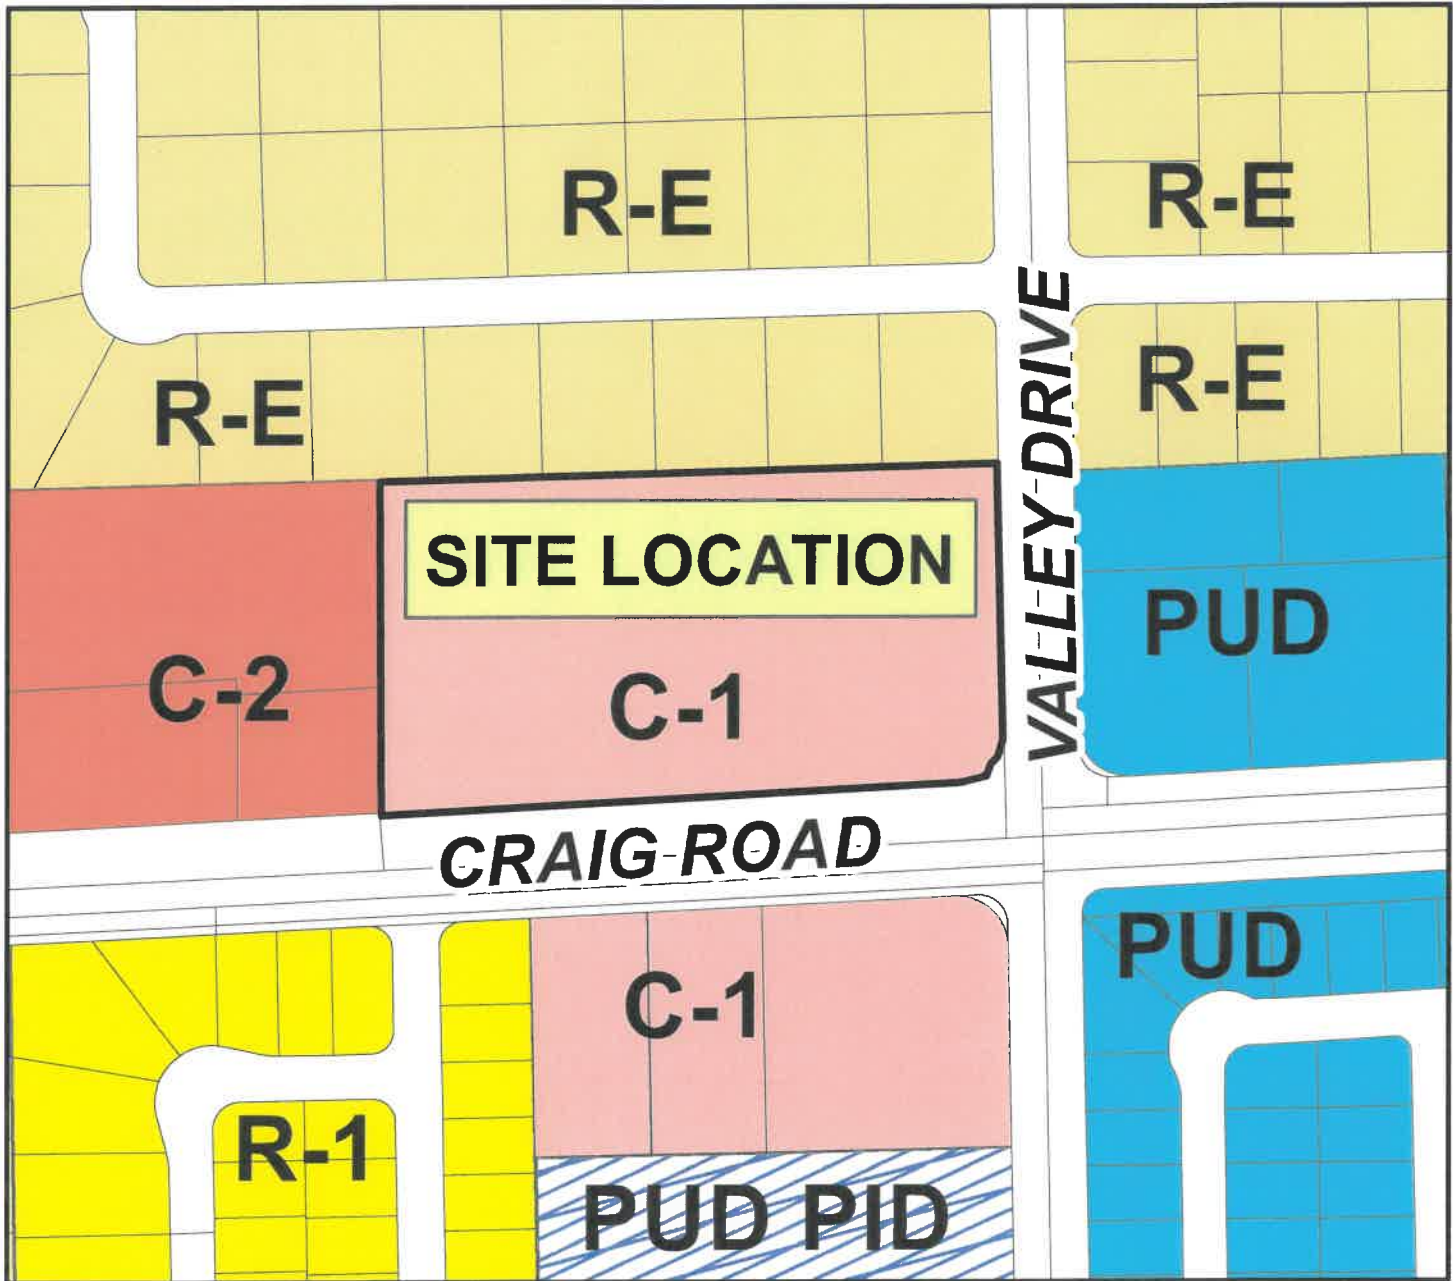 R-E
R-E
R-E
R-E
SITE LOCATION
VALLEY DRIVE
C-2
C-1
PUD
CRAIG ROAD
C-1
PUD
R-1
PUD PID